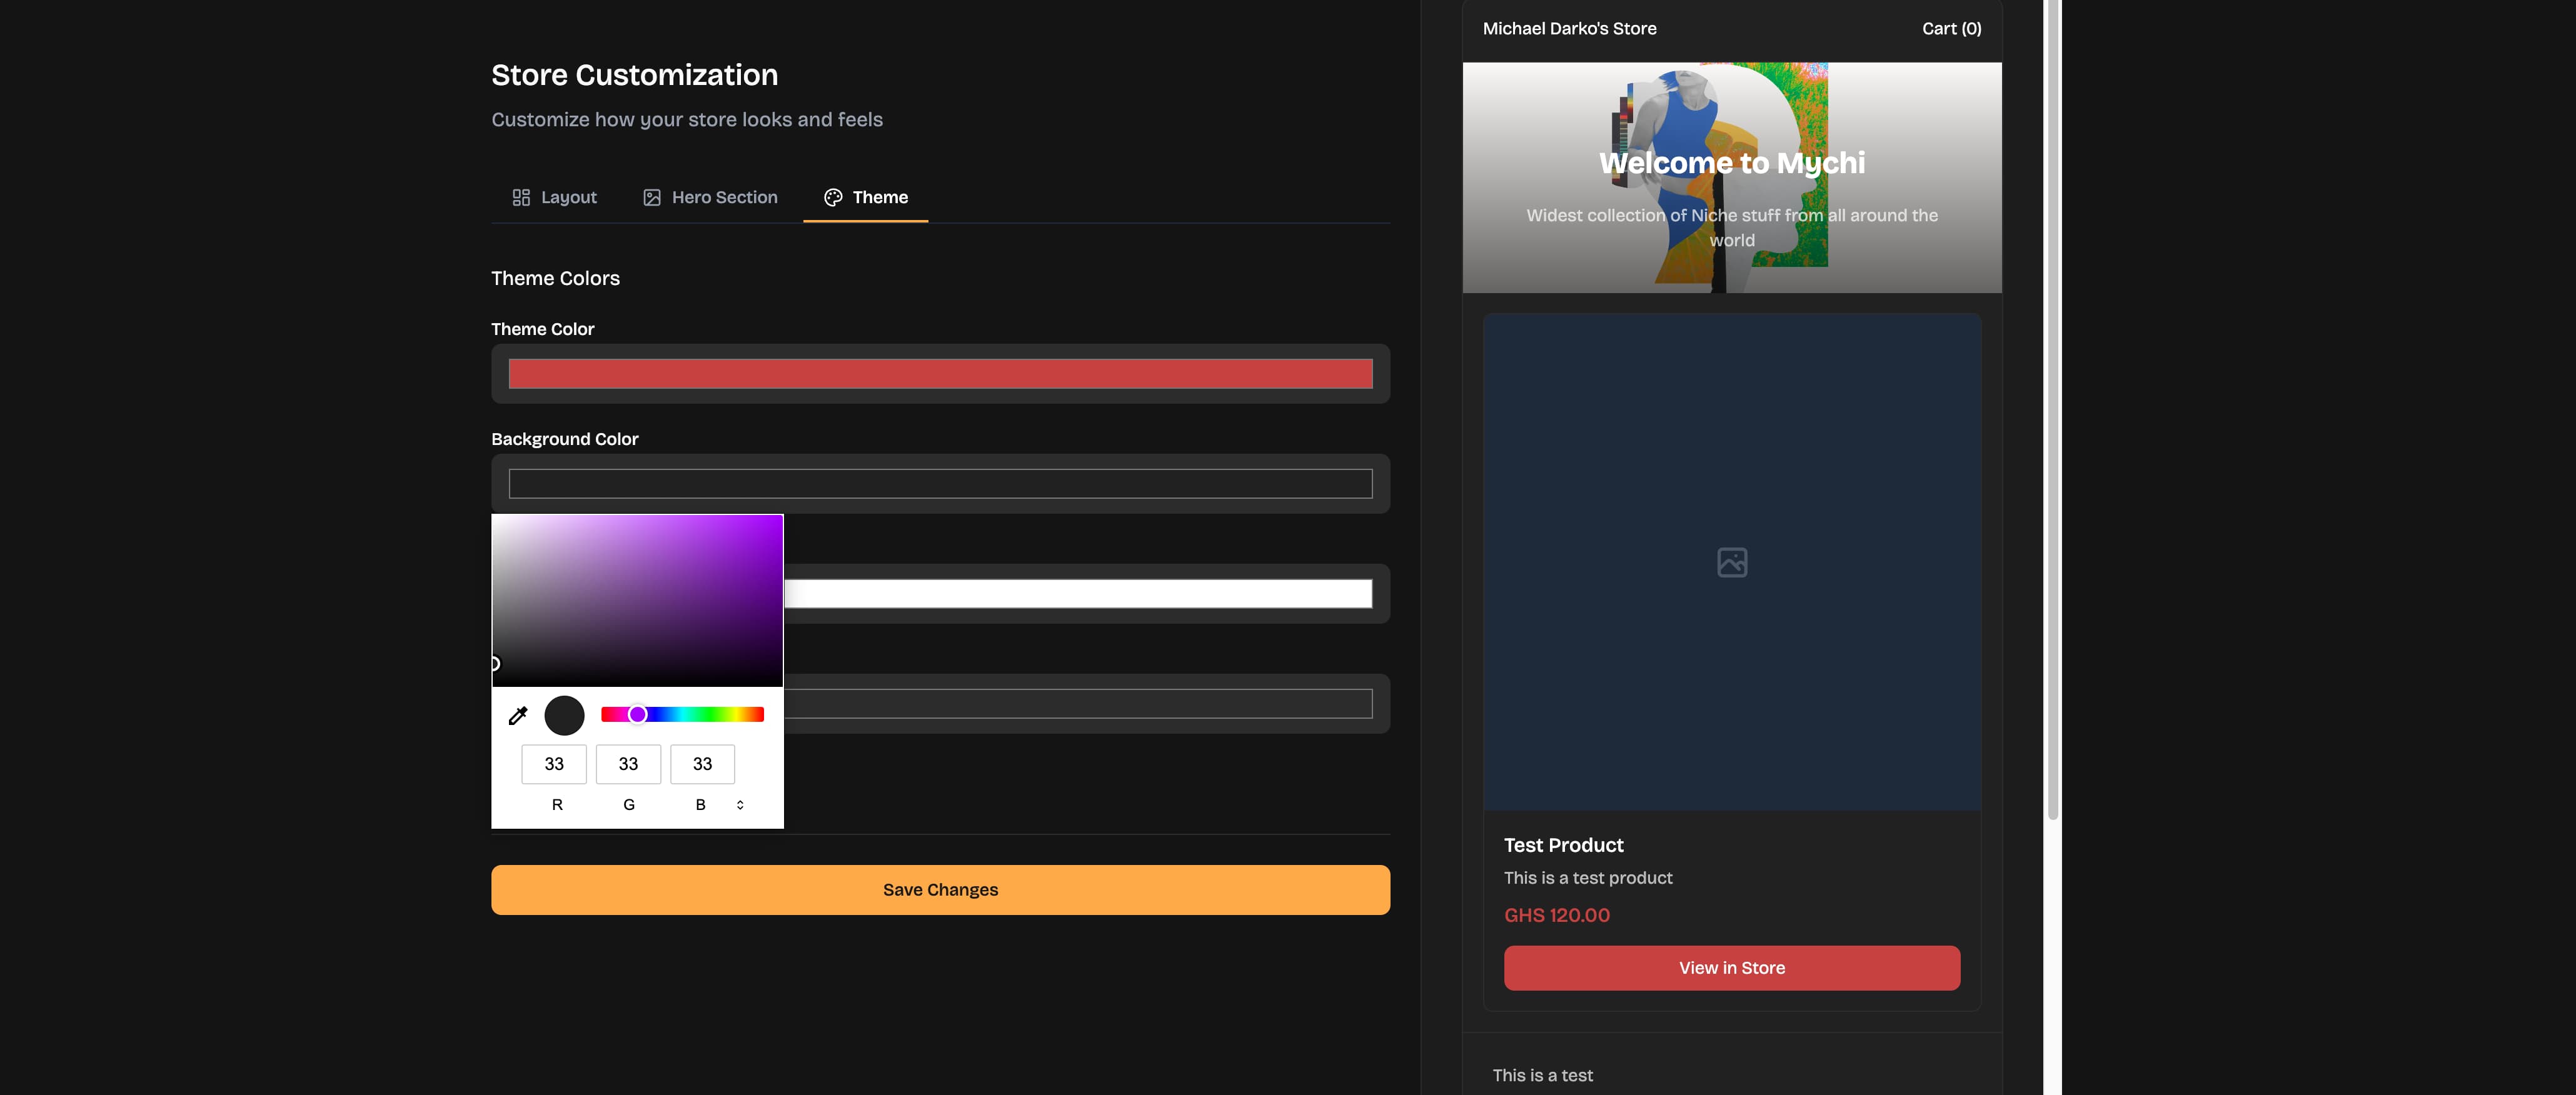 Store Customization
Customize how your store looks and feels
Layout
Hero Section
Theme
Theme Colors
Theme Color
Background Color
33
33
33
R
G
B
Save Changes
Michael Darko's Store
Cart (0)
Welcome to Mychi
Widest collection of Niche stuff from all around the
world
Test Product
This is a test product
GHS 120.00
View in Store
This is a test